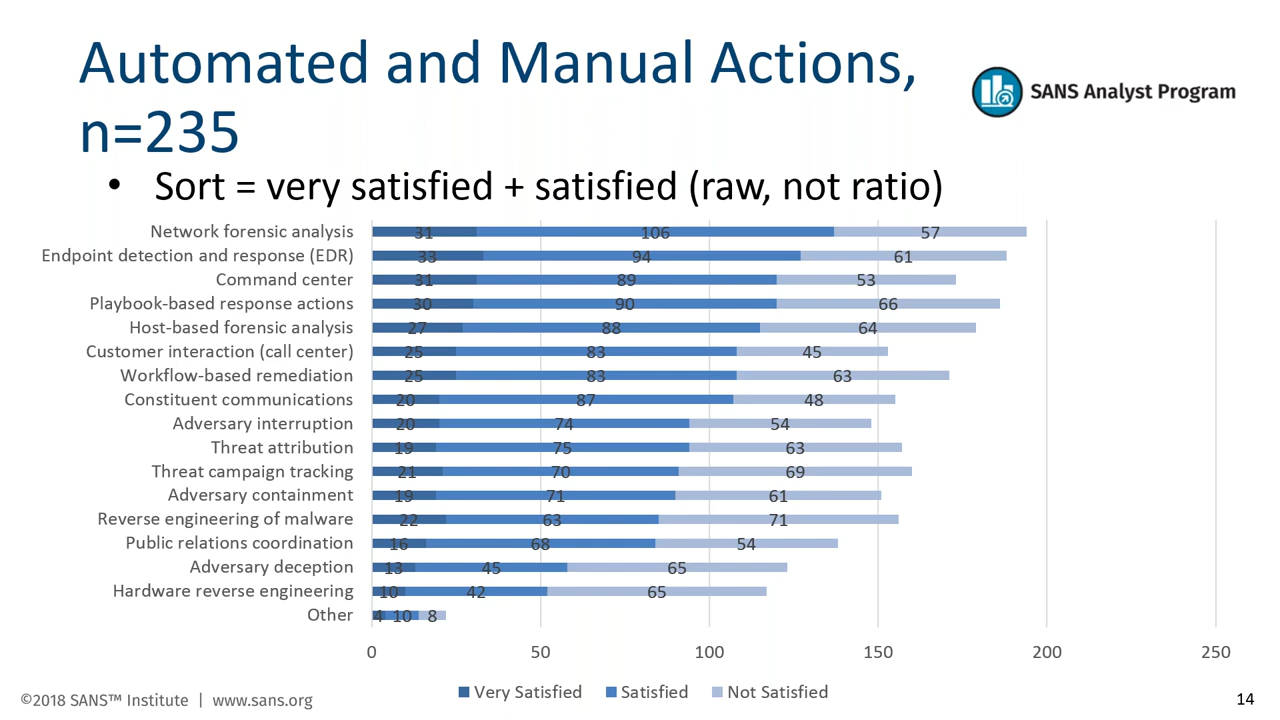 Automated and Manual Actions,
n=235
SANS Analyst Program
• Sort = very satisfied + satisfied (raw, not ratio)
Network forensic analysis 31 106 57
Endpoint detection and response (EDR) 33 94 61
Command center 31 89 53
Playbook-based response actions 30 90 66
Host-based forensic analysis 27 88 64
Customer interaction (call center) 25 83 45
Workflow-based remediation 25 83 63
Constituent communications 20 87 48
Adversary interruption 20 74 54
Threat attribution 19 75 63
Threat campaign tracking 21 70 69
Adversary containment 19 71 61
Reverse engineering of malware 22 63 71
Public relations coordination 16 68 54
Adversary deception 13 45 65
Hardware reverse engineering 10 42 65
Other 4 10 8
0 50 100 150 200 250
Very Satisfied Satisfied Not Satisfied
©2018 SANS™ Institute | www.sans.org
14